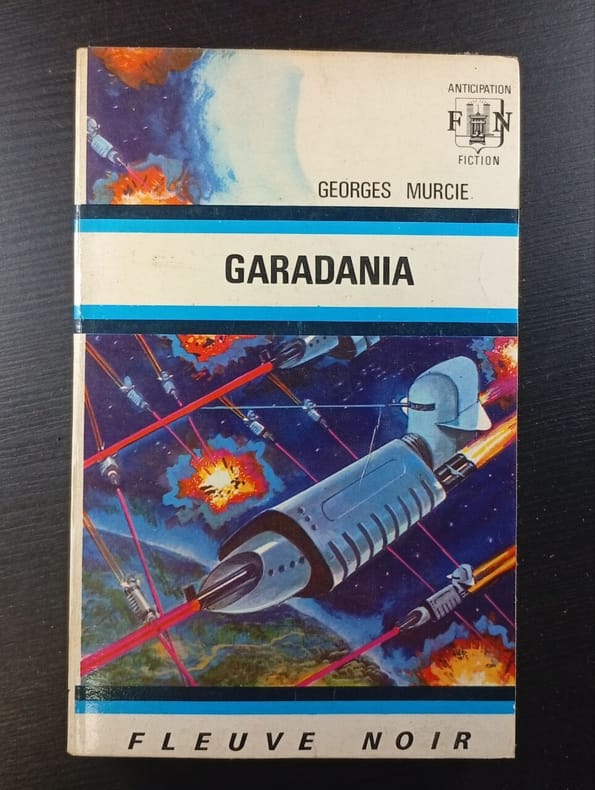 ANTICIPATION
F N
FICTION
GEORGES MURCIE
GARADANIA
FLEUVE NOIR